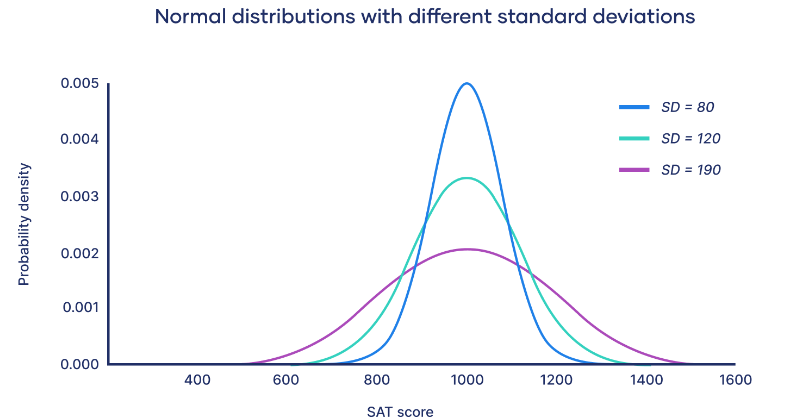 Normal distributions with different standard deviations
0.005
0.004
0.003
0.002
0.001
0.000
Probability density
SD = 80
SD = 120
SD = 190
400 600 800 1000 1200 1400 1600
SAT score